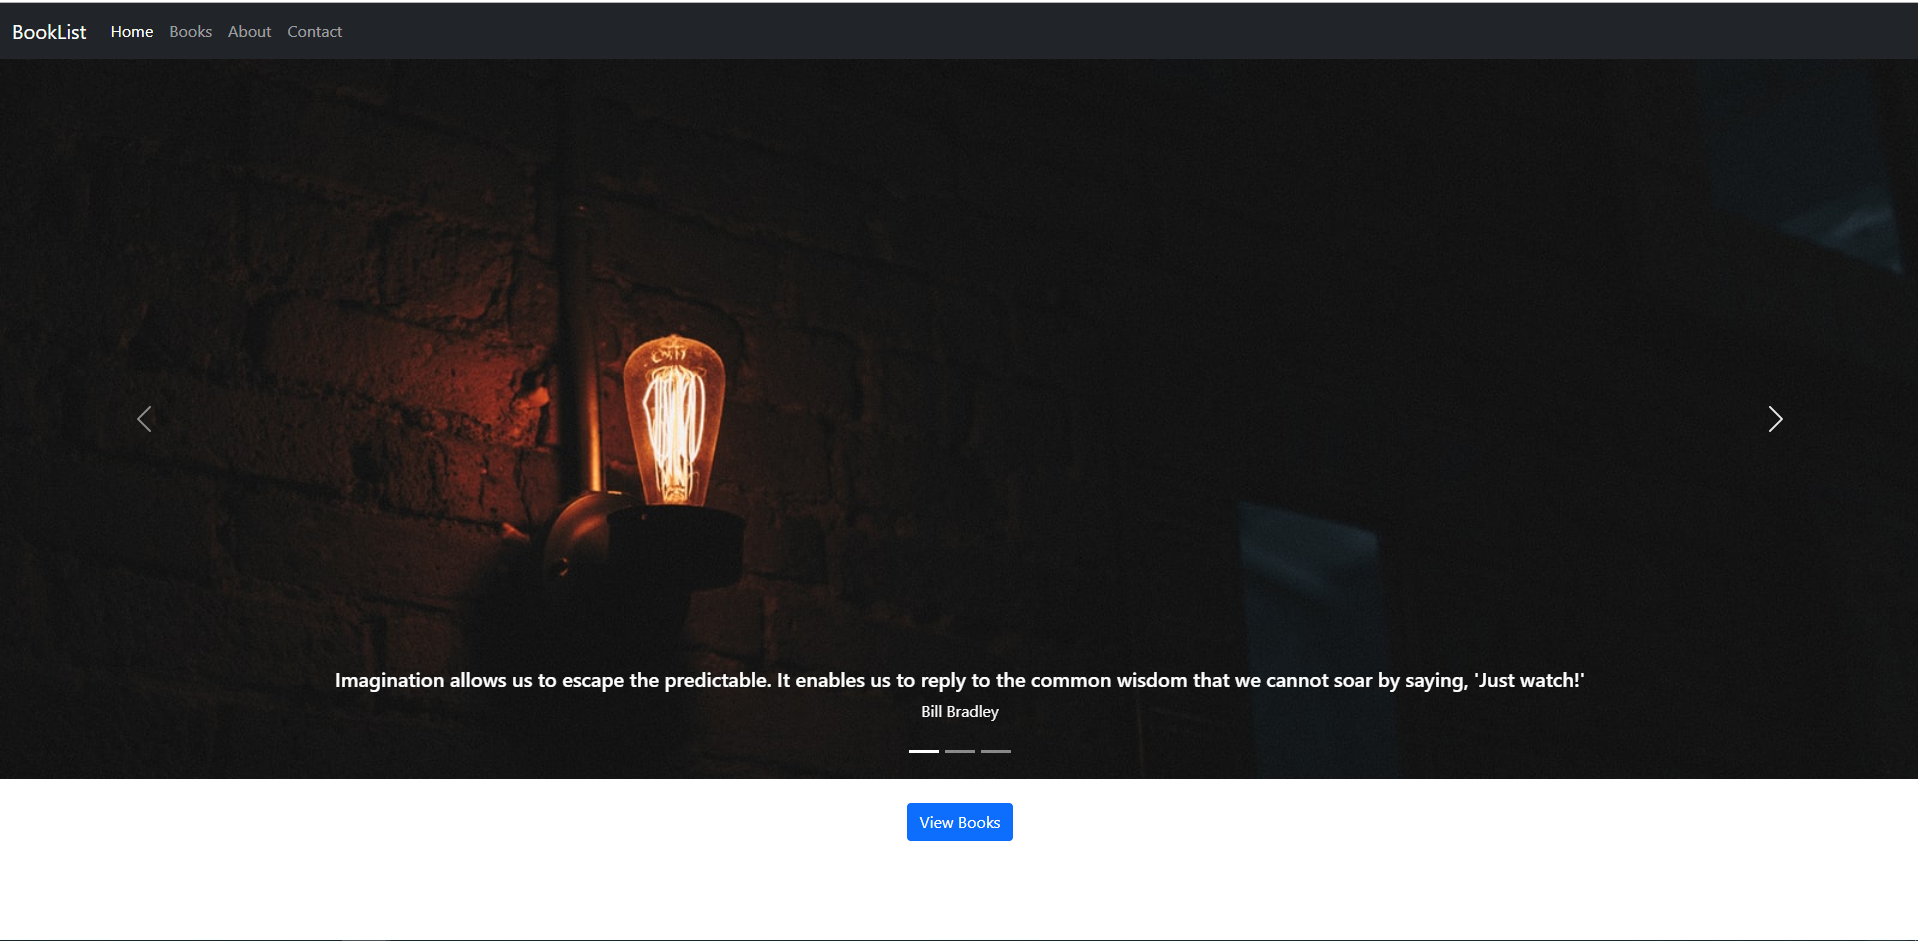 BookList Home Books About Contact
Imagination allows us to escape the predictable. It enables us to reply to the common wisdom that we cannot soar by saying, 'Just watch!'
Bill Bradley
View Books